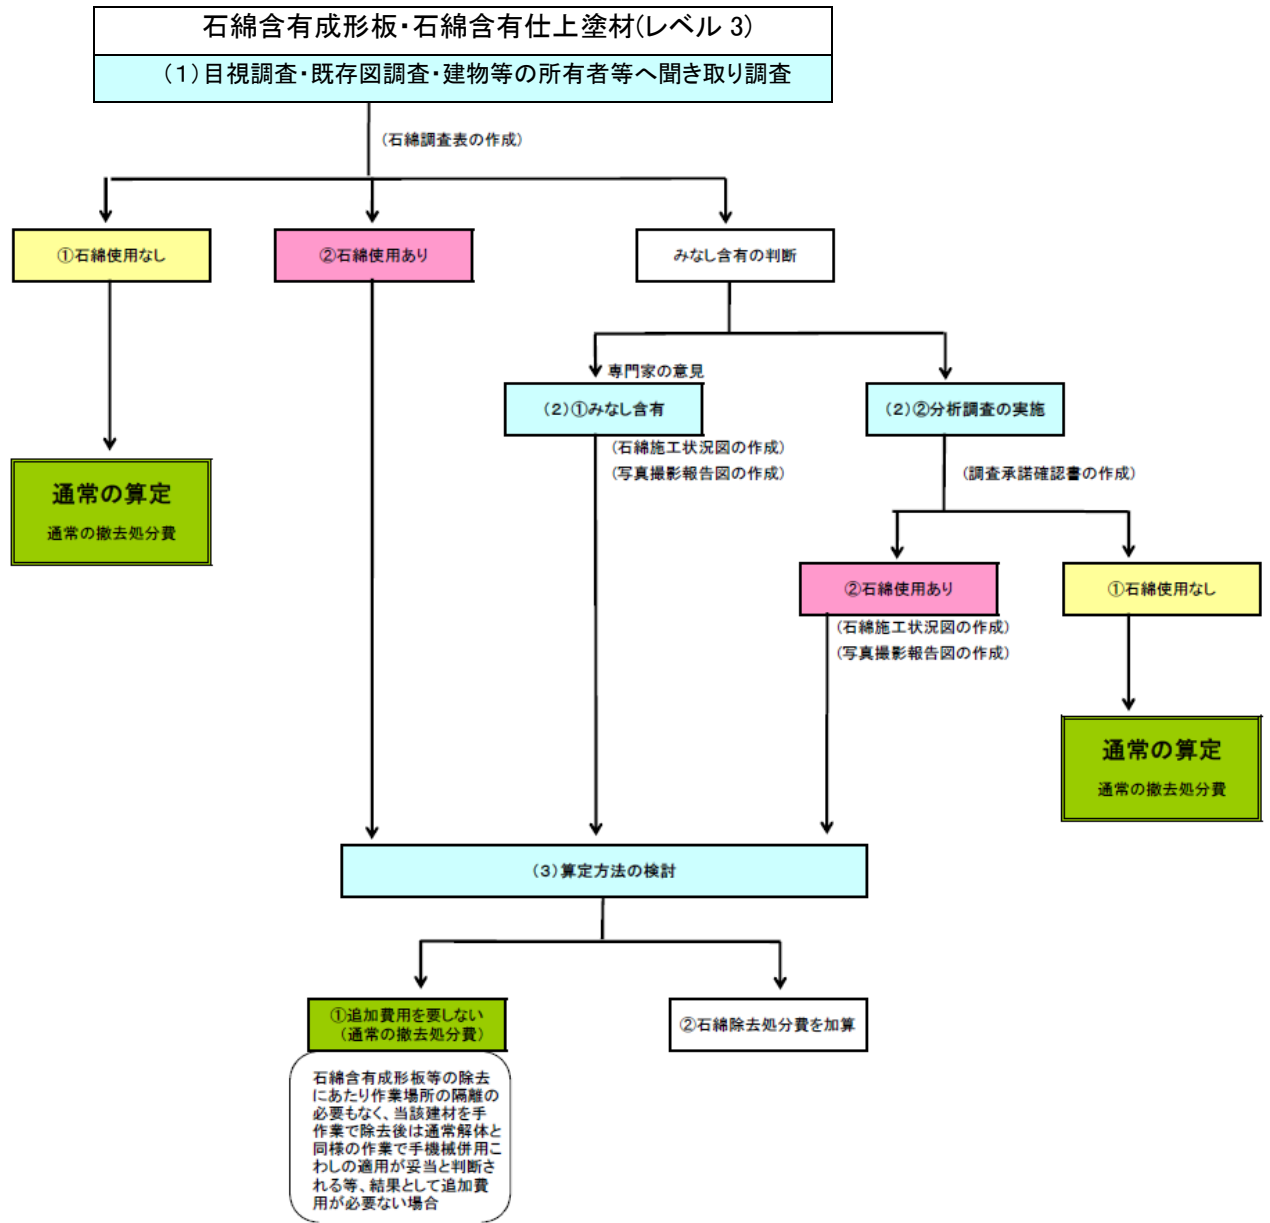 石綿含有成形板・石綿含有仕上塗材(レベル 3)
(1)目視調査・既存図調査・建物等の所有者等へ聞き取り調査
(石綿調査表の作成)
①石綿使用なし
②石綿使用あり
みなし含有の判断
専門家の意見
(2)①みなし含有
(2)②分析調査の実施
(石綿施工状況図の作成)
(写真撮影報告図の作成)
(調査承諾確認書の作成)
通常の算定
通常の撤去処分費
②石綿使用あり
①石綿使用なし
(石綿施工状況図の作成)
(写真撮影報告図の作成)
通常の算定
通常の撤去処分費
(3)算定方法の検討
①追加費用を要しない
(通常の撤去処分費)
②石綿除去処分費を加算
石綿含有成形板等の除去
にあたり作業場所の隔離の
必要もなく、当該建材を手
作業で除去後は通常解体と
同様の作業で手機械併用こ
わしの適用が妥当と判断さ
れる等、結果として追加費
用が必要ない場合